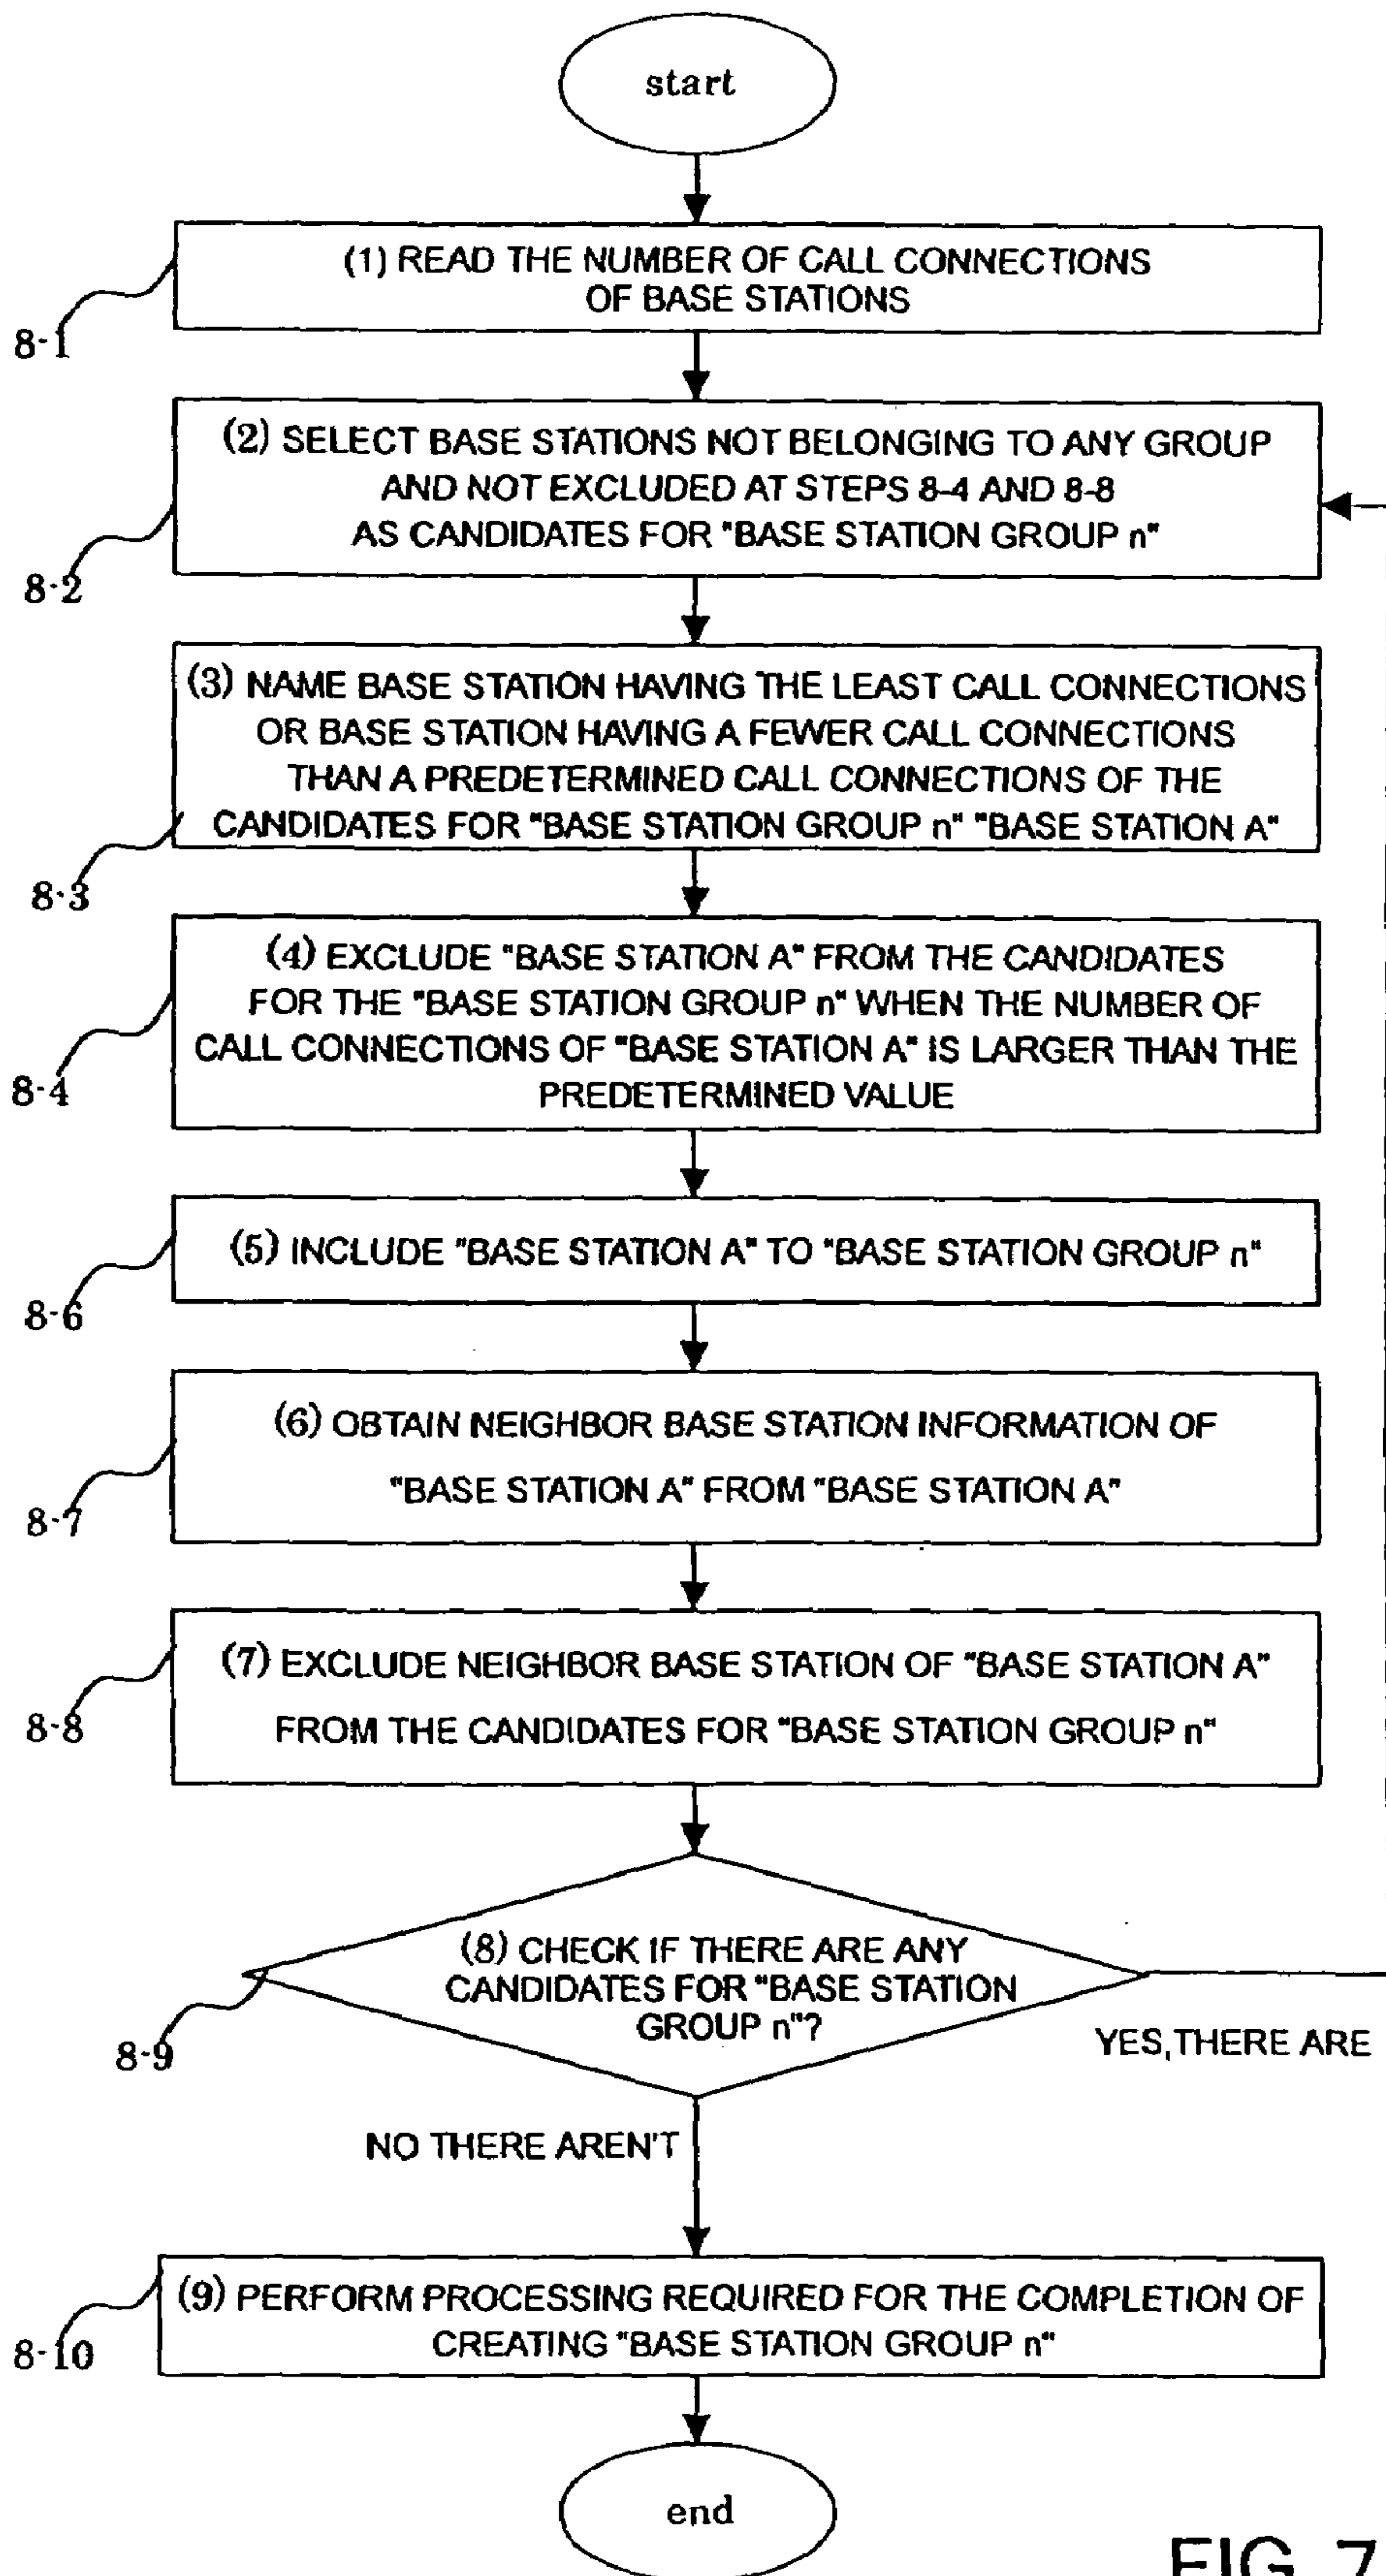 start
(1) READ THE NUMBER OF CALL CONNECTIONS
OF BASE STATIONS
8-1
(2) SELECT BASE STATIONS NOT BELONGING TO ANY GROUP
AND NOT EXCLUDED AT STEPS 8-4 AND 8-8
AS CANDIDATES FOR "BASE STATION GROUP n"
8-2
(3) NAME BASE STATION HAVING THE LEAST CALL CONNECTIONS
OR BASE STATION HAVING A FEWER CALL CONNECTIONS
THAN A PREDETERMINED CALL CONNECTIONS OF THE
CANDIDATES FOR "BASE STATION GROUP n" "BASE STATION A"
8-3
(4) EXCLUDE "BASE STATION A" FROM THE CANDIDATES
FOR THE "BASE STATION GROUP n" WHEN THE NUMBER OF
CALL CONNECTIONS OF "BASE STATION A" IS LARGER THAN THE
PREDETERMINED VALUE
8-4
(5) INCLUDE "BASE STATION A" TO "BASE STATION GROUP n"
8-6
(6) OBTAIN NEIGHBOR BASE STATION INFORMATION OF
"BASE STATION A" FROM "BASE STATION A"
8-7
(7) EXCLUDE NEIGHBOR BASE STATION OF "BASE STATION A"
FROM THE CANDIDATES FOR "BASE STATION GROUP n"
8-8
(8) CHECK IF THERE ARE ANY
CANDIDATES FOR "BASE STATION
GROUP n"?
8-9
YES,THERE ARE
NO THERE AREN'T
(9) PERFORM PROCESSING REQUIRED FOR THE COMPLETION OF
CREATING "BASE STATION GROUP n"
8-10
end
FIG. 7